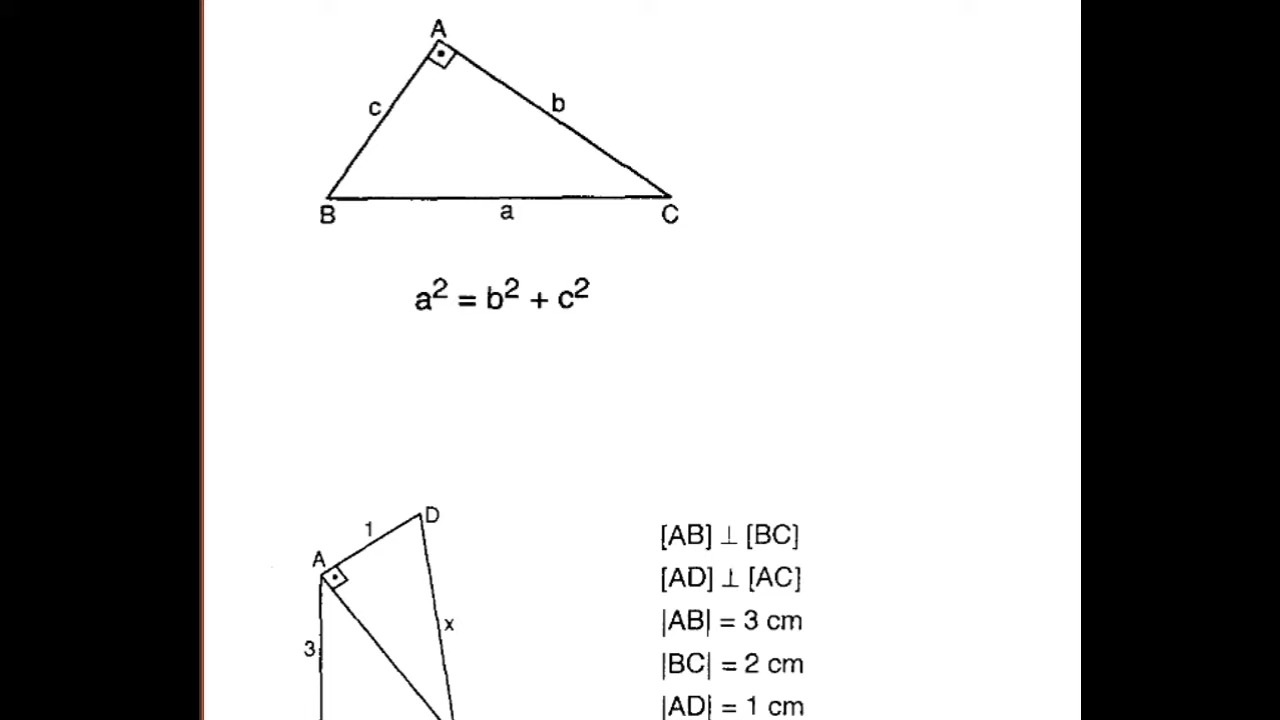 A
c
b
B
a
C
a² = b² + c²
D
1
A
x
3
[AB] ⊥ [BC]
[AD] ⊥ [AC]
|AB| = 3 cm
|BC| = 2 cm
|AD| = 1 cm